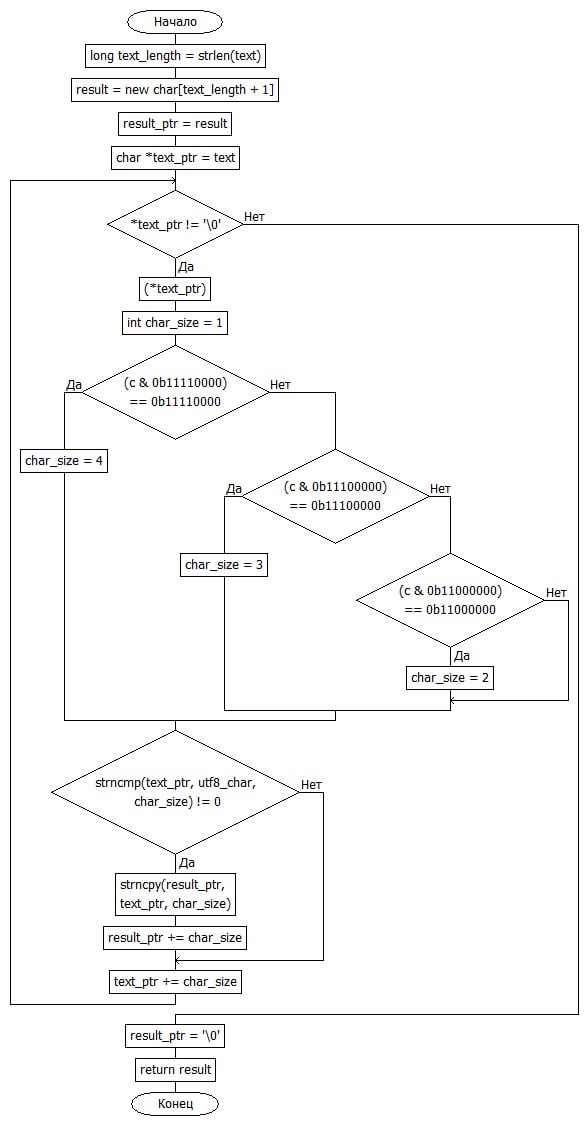 Начало
long text_length = strlen(text)
result = new char[text_length + 1]
result_ptr = result
char *text_ptr = text
*text_ptr != '\0'
Нет
Да
(*text_ptr)
int char_size = 1
Да
(c & 0b11110000)
== 0b11110000
Нет
char_size = 4
Да
(c & 0b11100000)
== 0b11100000
Нет
char_size = 3
(c & 0b11000000)
== 0b11000000
Нет
Да
char_size = 2
strncmp(text_ptr, utf8_char,
char_size) != 0
Нет
Да
strncpy(result_ptr,
text_ptr, char_size)
result_ptr += char_size
text_ptr += char_size
result_ptr = '\0'
return result
Конец